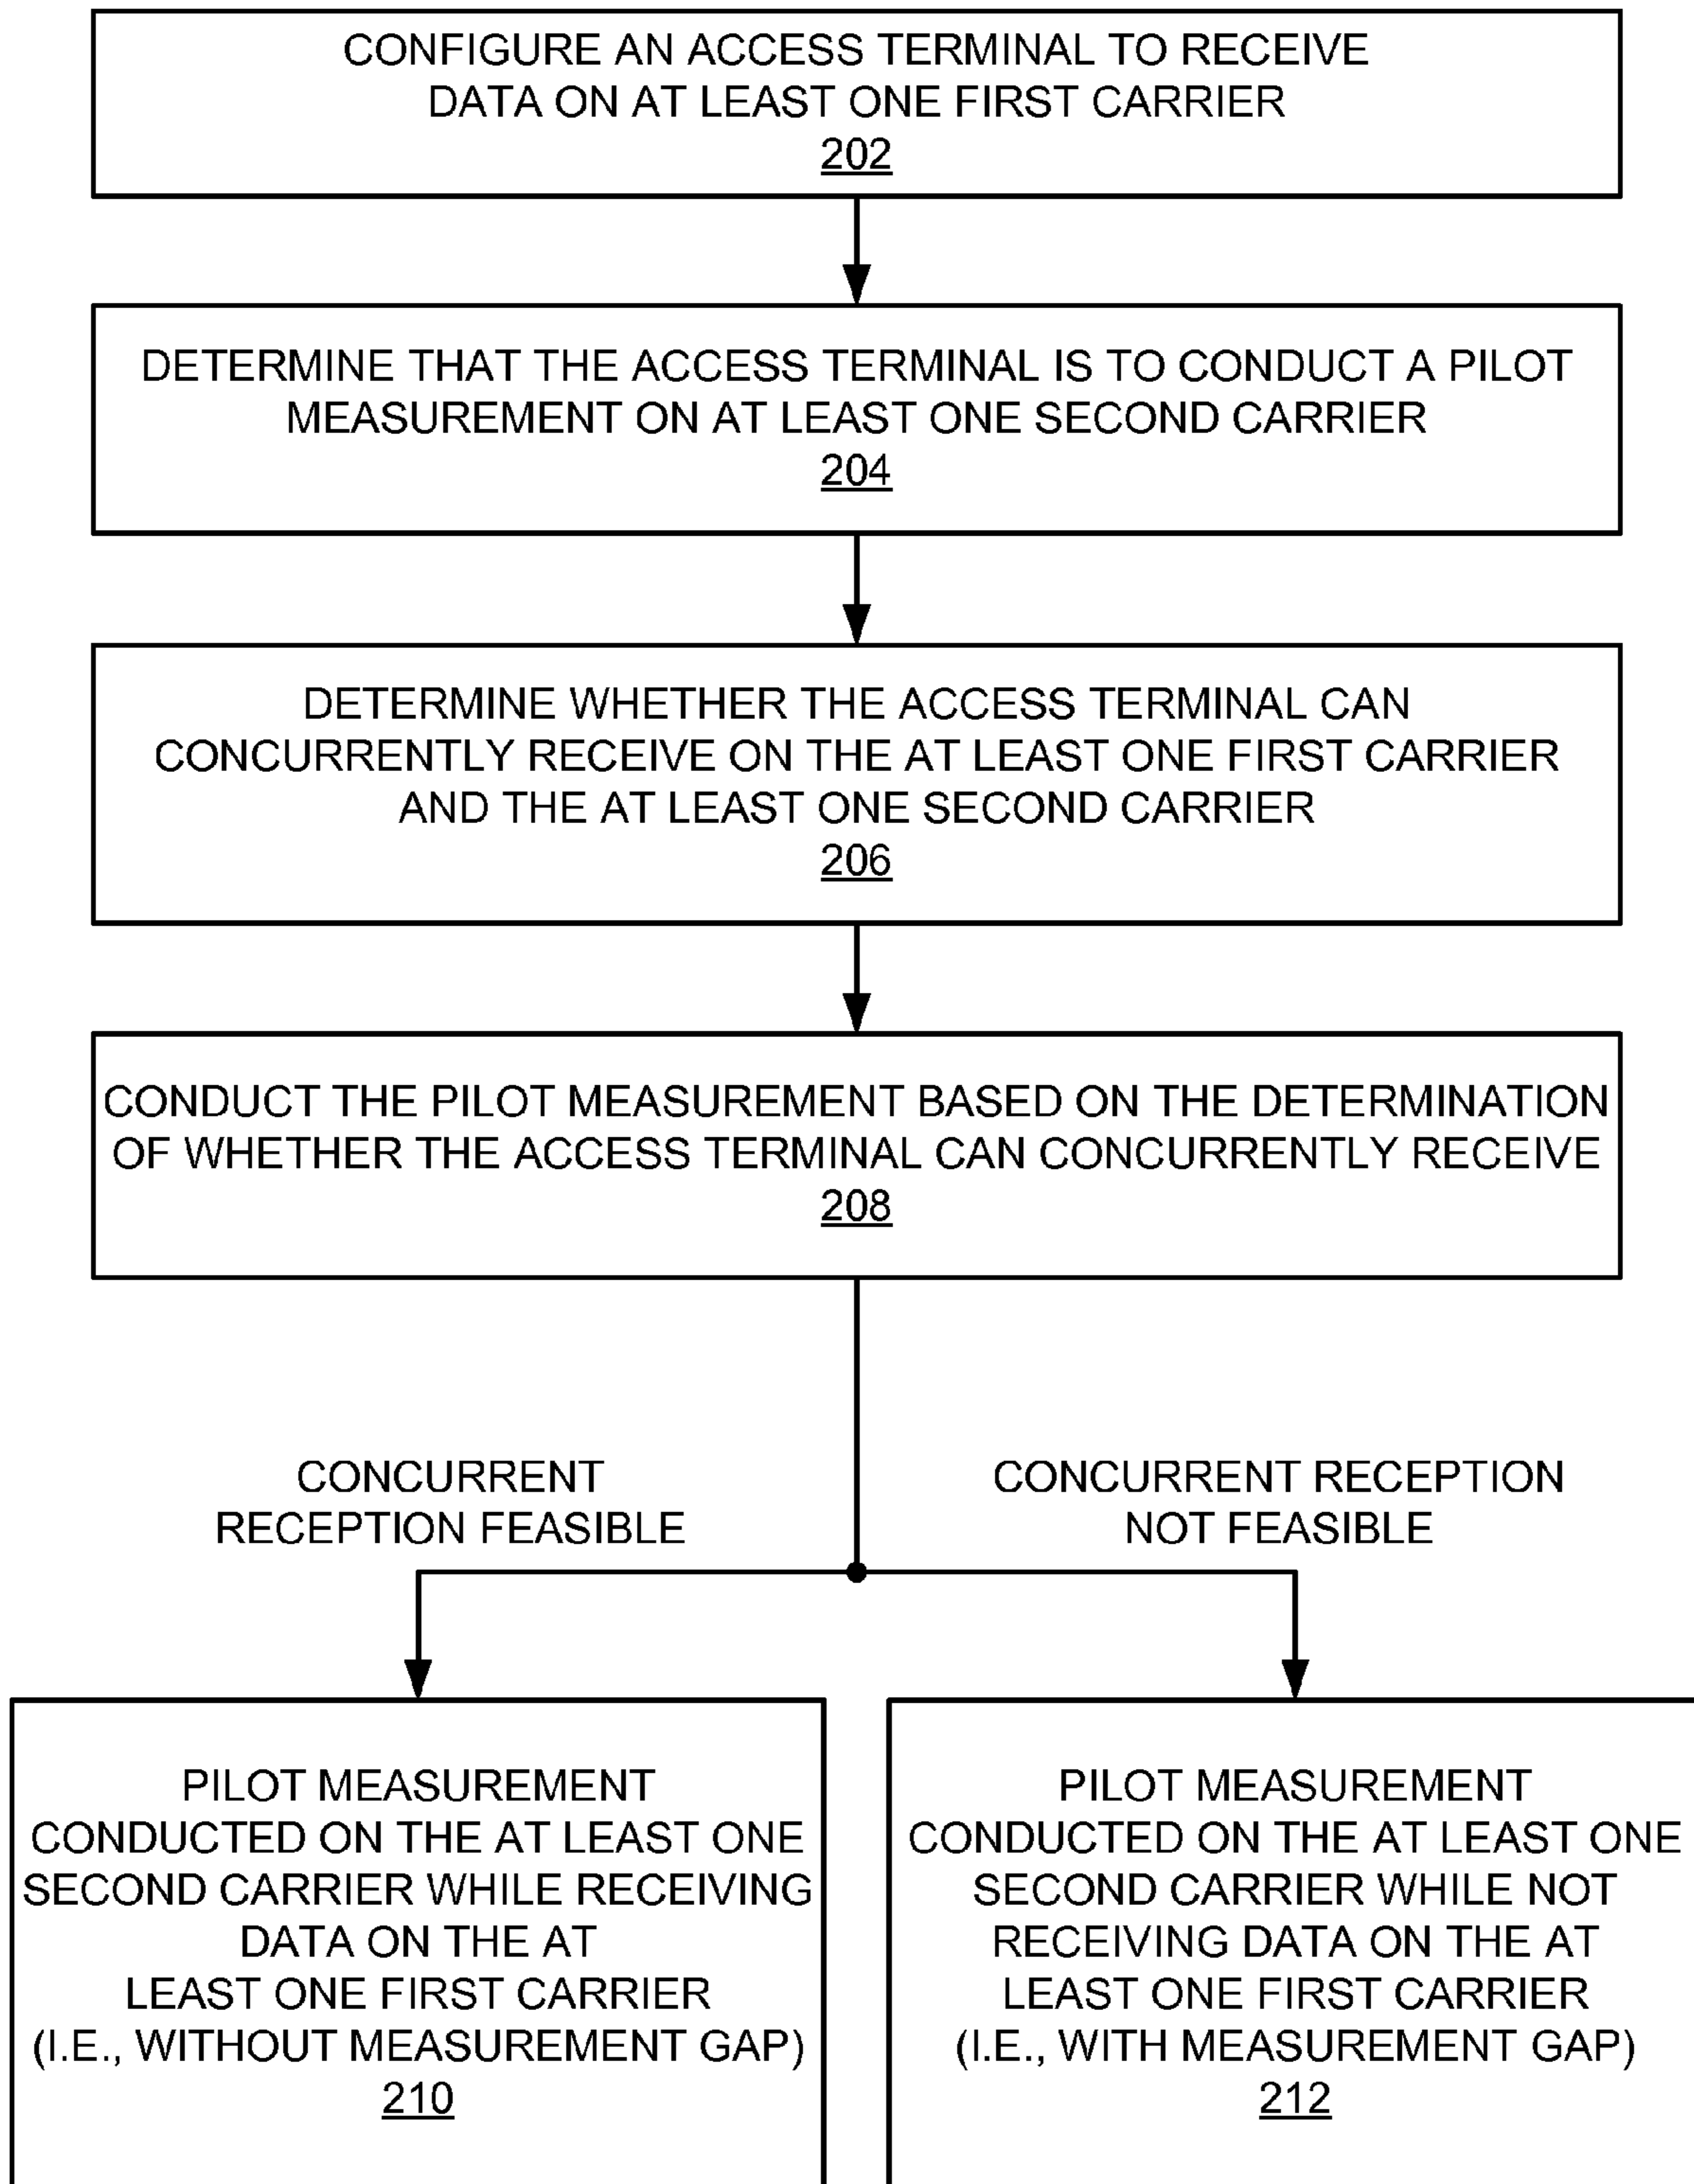 CONFIGURE AN ACCESS TERMINAL TO RECEIVE
DATA ON AT LEAST ONE FIRST CARRIER
202
DETERMINE THAT THE ACCESS TERMINAL IS TO CONDUCT A PILOT
MEASUREMENT ON AT LEAST ONE SECOND CARRIER
204
DETERMINE WHETHER THE ACCESS TERMINAL CAN
CONCURRENTLY RECEIVE ON THE AT LEAST ONE FIRST CARRIER
AND THE AT LEAST ONE SECOND CARRIER
206
CONDUCT THE PILOT MEASUREMENT BASED ON THE DETERMINATION
OF WHETHER THE ACCESS TERMINAL CAN CONCURRENTLY RECEIVE
208
CONCURRENT
RECEPTION FEASIBLE
CONCURRENT RECEPTION
NOT FEASIBLE
PILOT MEASUREMENT
CONDUCTED ON THE AT LEAST ONE
SECOND CARRIER WHILE RECEIVING
DATA ON THE AT
LEAST ONE FIRST CARRIER
(I.E., WITHOUT MEASUREMENT GAP)
210
PILOT MEASUREMENT
CONDUCTED ON THE AT LEAST ONE
SECOND CARRIER WHILE NOT
RECEIVING DATA ON THE AT
LEAST ONE FIRST CARRIER
(I.E., WITH MEASUREMENT GAP)
212